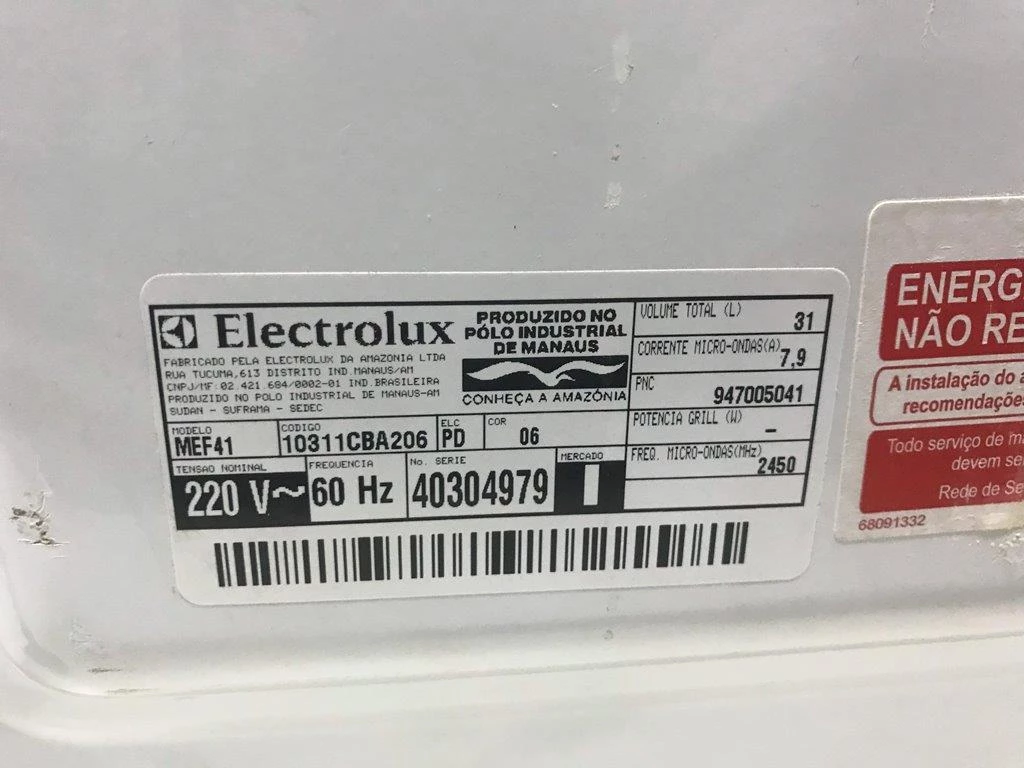 Electrolux
FABRICADO PELA ELECTROLUX DA AMAZONIA LTDA
RUA TUCUMA,613 DISTRITO IND.MANAUS/AM
CNPJ/MF:02.421.684/0002-01 IND.BRASILEIRA
PRODUZIDO NO POLO INDUSTRIAL DE MANAUS-AM
SUDAN - SUFRAMA - SEDEC
PRODUZIDO NO
PÓLO INDUSTRIAL
DE MANAUS
CONHEÇA A AMAZÔNIA
VOLUME TOTAL (L)
31
CORRENTE MICRO-ONDAS(A)
7,9
PNC
947005041
POTENCIA GRILL (W)
-
FREQ. MICRO-ONDAS(MHz)
2450
MODELO
MEF41
CODIGO
10311CBA206
ELC
PD
COR
06
TENSAO NOMINAL
220 V~
FREQUENCIA
60 Hz
No. SERIE
40304979
MERCADO
I
ENERG
NÃO RE
A instalação do a
recomendações
Todo serviço de m
devem se
Rede de Se
68091332